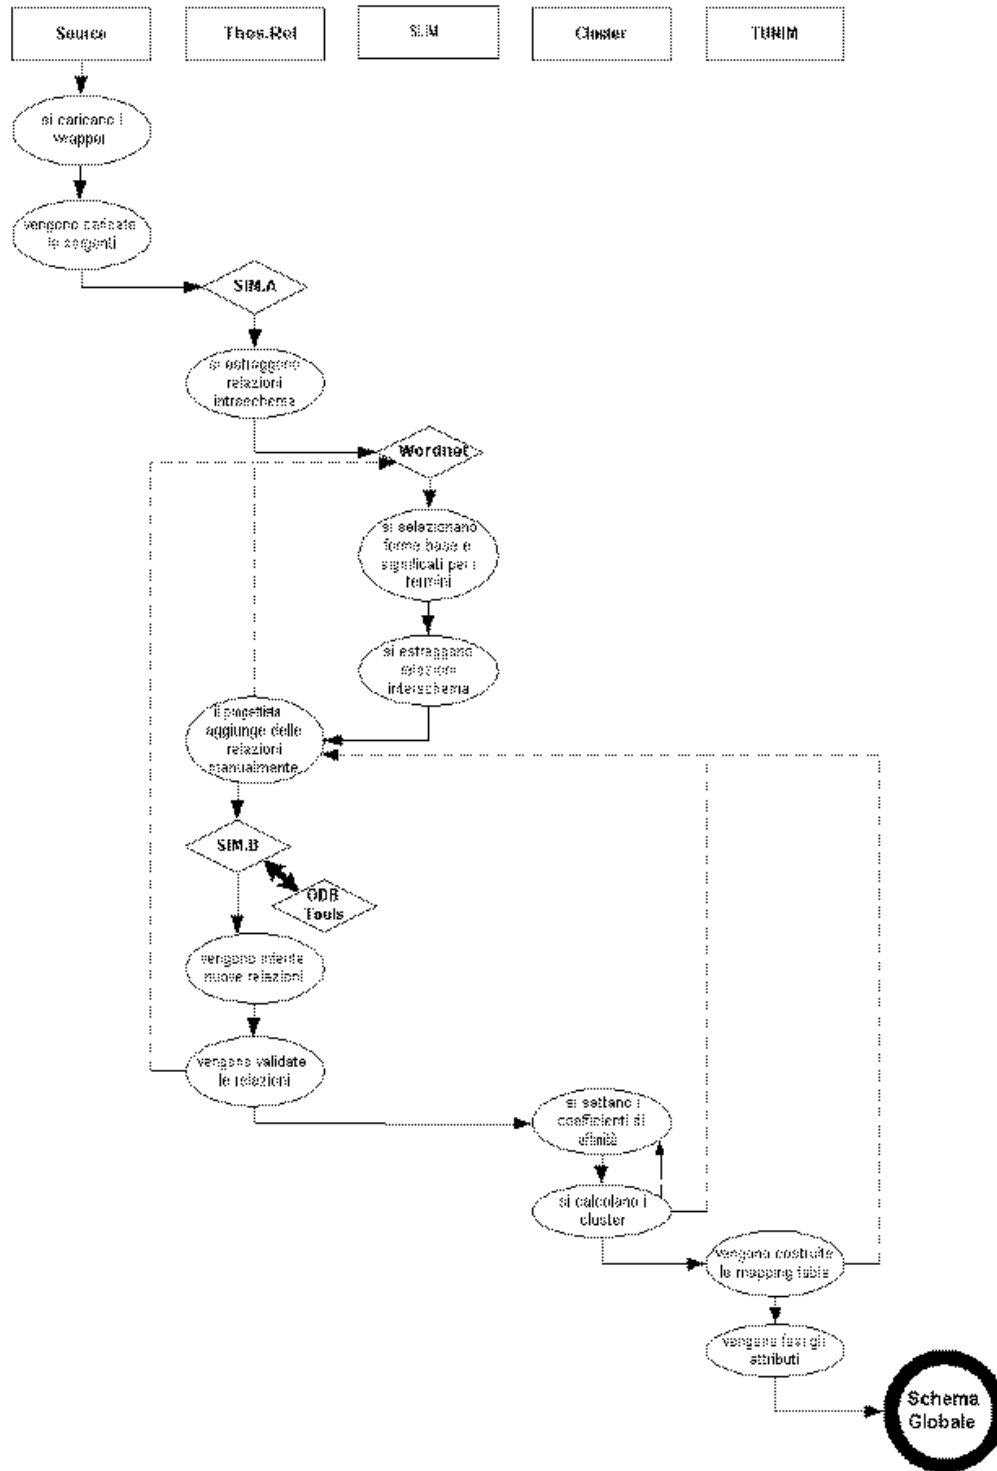 Source
Thes.Rel
SLIM
Cluster
TUNIM
si caricano i
wrapper
vengono caricate
le sorgenti
SIM.A
si estraggono
relazioni
intraschema
Wordnet
si selezionano
forme base e
significati per i
termini
si estraggano
relazioni
interschema
il progettista
aggiunge delle
relazioni
manualmente
SIM.B
ODB
Tools
vengono inferite
nuove relazioni
vengono validate
le relazioni
si settano i
coefficienti di
affinità
si calcolano i
cluster
vengono costruite
le mapping table
vengono fusi gli
attributi
Schema
Globale